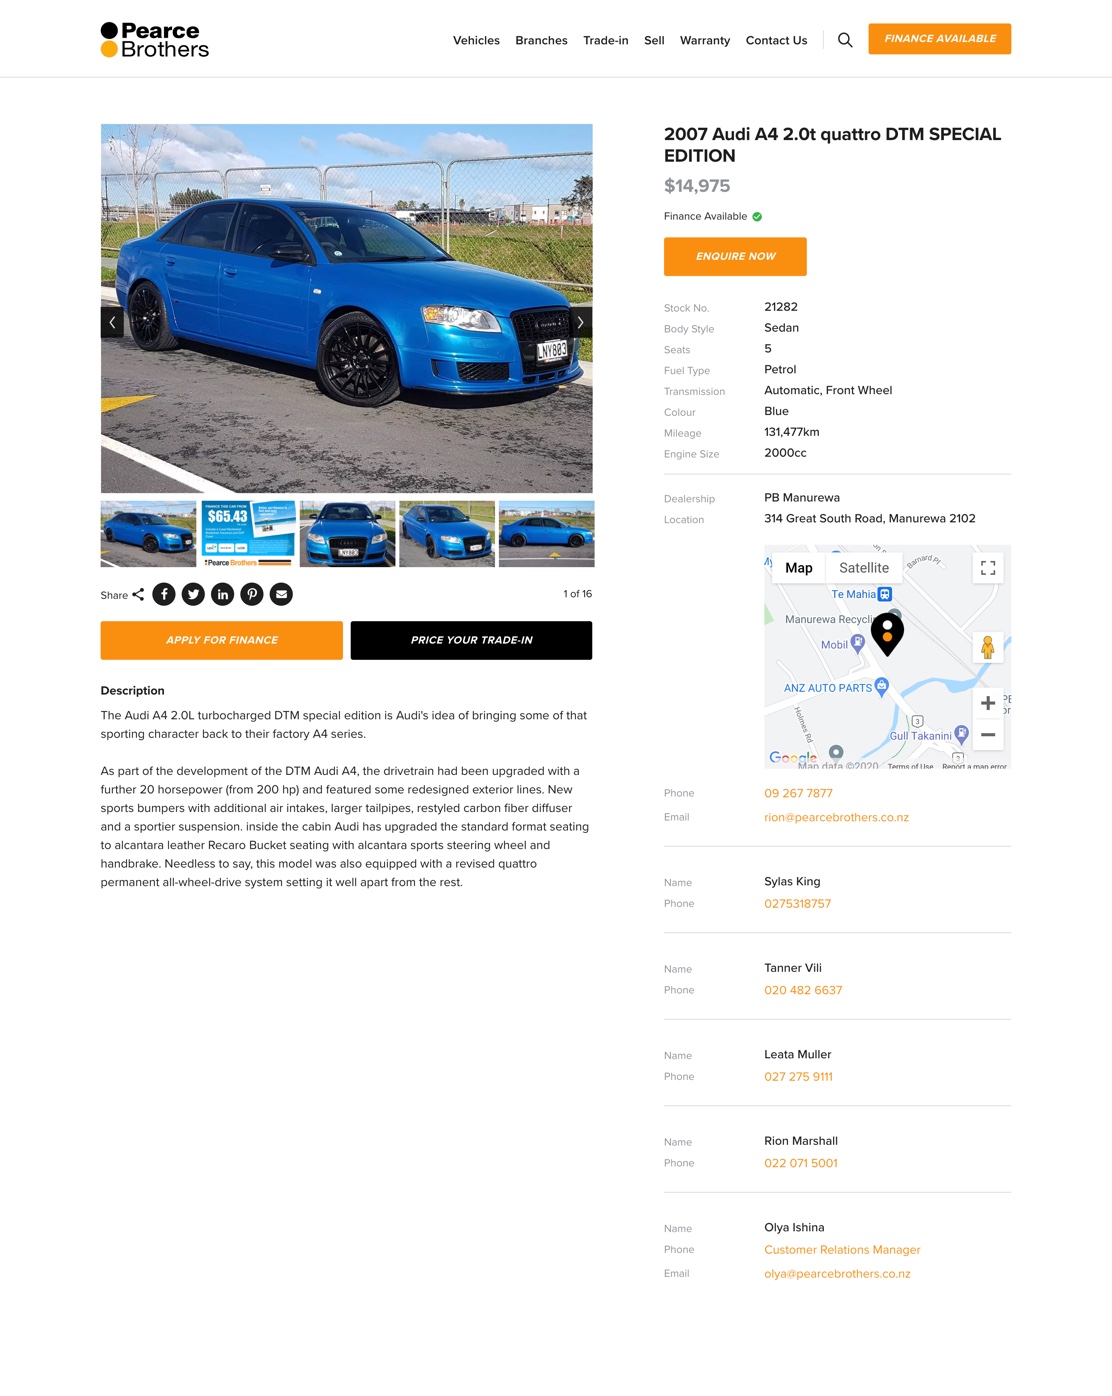 Pearce
Brothers
Vehicles Branches Trade-in Sell Warranty Contact Us FINANCE AVAILABLE
2007 Audi A4 2.0t quattro DTM SPECIAL
EDITION
$14,975
Finance Available
ENQUIRE NOW
Stock No. 21282
Body Style Sedan
Seats 5
Fuel Type Petrol
Transmission Automatic, Front Wheel
Colour Blue
Mileage 131,477km
Engine Size 2000cc
Dealership PB Manurewa
Location 314 Great South Road, Manurewa 2102
LNY803
FINANCE THIS CAR FROM
$65.43
Pearce Brothers
Share
1 of 16
APPLY FOR FINANCE
PRICE YOUR TRADE-IN
Description
The Audi A4 2.0L turbocharged DTM special edition is Audi's idea of bringing some of that
sporting character back to their factory A4 series.
As part of the development of the DTM Audi A4, the drivetrain had been upgraded with a
further 20 horsepower (from 200 hp) and featured some redesigned exterior lines. New
sports bumpers with additional air intakes, larger tailpipes, restyled carbon fiber diffuser
and a sportier suspension. inside the cabin Audi has upgraded the standard format seating
to alcantara leather Recaro Bucket seating with alcantara sports steering wheel and
handbrake. Needless to say, this model was also equipped with a revised quattro
permanent all-wheel-drive system setting it well apart from the rest.
Map Satellite
Barnard Pl
Te Mahia
Manurewa Recycli
Mobil
ANZ AUTO PARTS
Holmes Rd
3
Gull Takanini
Google
Map data ©2020 Terms of Use Report a map error
Phone 09 267 7877
Email rion@pearcebrothers.co.nz
Name Sylas King
Phone 0275318757
Name Tanner Vili
Phone 020 482 6637
Name Leata Muller
Phone 027 275 9111
Name Rion Marshall
Phone 022 071 5001
Name Olya Ishina
Phone Customer Relations Manager
Email olya@pearcebrothers.co.nz